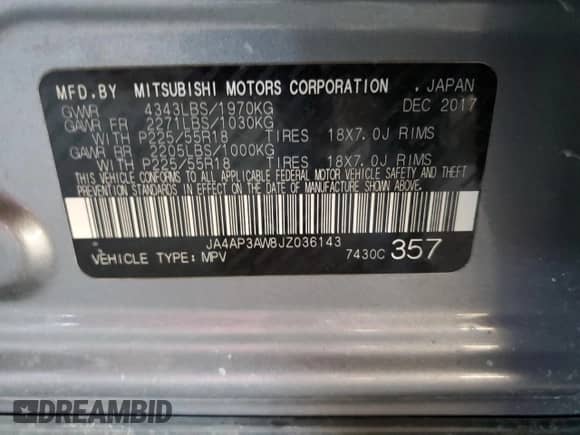 MFD.BY MITSUBISHI MOTORS CORPORATION , JAPAN
GVWR 4343LBS/1970KG DEC 2017
GAWR FR 2271LBS/1030KG
WITH P225/55R18 TIRES 18X7.0J RIMS
GAWR RR 2205LBS/1000KG
WITH P225/55R18 TIRES 18X7.0J RIMS
THIS VEHICLE CONFORMS TO ALL APPLICABLE FEDERAL MOTOR VEHICLE SAFETY AND THEFT
PREVENTION STANDARDS IN EFFECT ON THE DATE OF MANUFACTURE SHOWN ABOVE.
JA4AP3AW8JZ036143
VEHICLE TYPE: MPV 7430C 357
DREAMBID